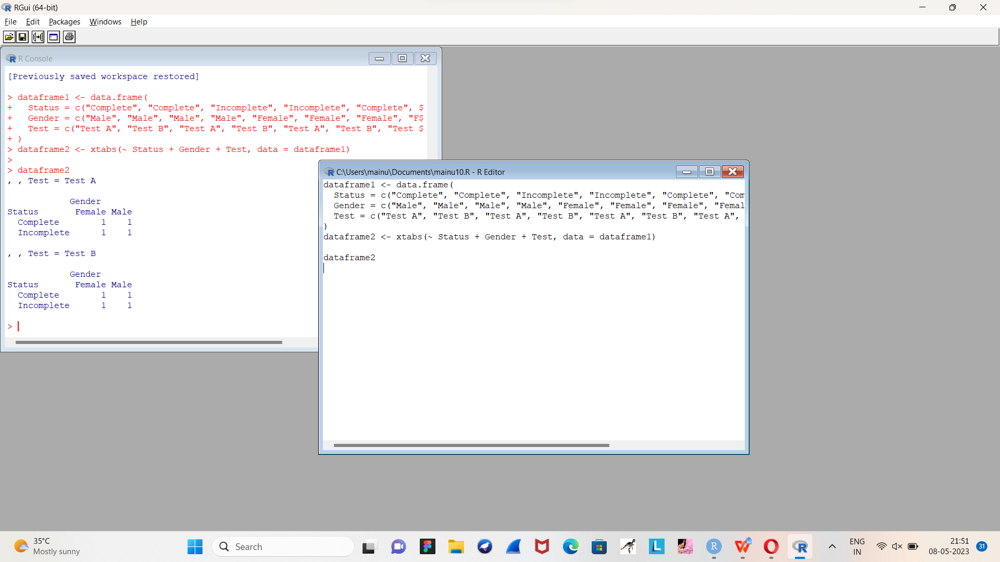 RGui (64-bit)
File Edit Packages Windows Help
R Console
[Previously saved workspace restored]
> dataframe1 <- data.frame(
+   Status = c("Complete", "Complete", "Incomplete", "Incomplete", "Complete", $
+   Gender = c("Male", "Male", "Male", "Male", "Female", "Female", "Female", "F$
+   Test = c("Test A", "Test B", "Test A", "Test B", "Test A", "Test B", "Test $
+ )
> dataframe2 <- xtabs(~ Status + Gender + Test, data = dataframe1)
>
> dataframe2
, , Test = Test A
            Gender
Status       Female Male
  Complete        1    1
  Incomplete      1    1
, , Test = Test B
            Gender
Status       Female Male
  Complete        1    1
  Incomplete      1    1
>
C:\Users\mainu\Documents\mainu10.R - R Editor
dataframe1 <- data.frame(
  Status = c("Complete", "Complete", "Incomplete", "Incomplete", "Complete", "Com
  Gender = c("Male", "Male", "Male", "Male", "Female", "Female", "Female", "Femal
  Test = c("Test A", "Test B", "Test A", "Test B", "Test A", "Test B", "Test A",
)
dataframe2 <- xtabs(~ Status + Gender + Test, data = dataframe1)
dataframe2
35°C
Mostly sunny
Search
L
R
ENG
IN
21:51
08-05-2023
31